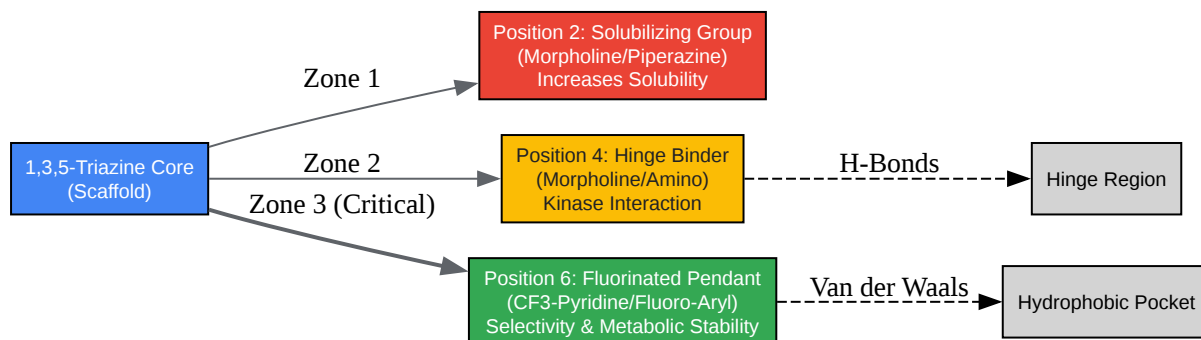 Position 2: Solubilizing Group
(Morpholine/Piperazine)
Increases Solubility
Zone 1
1,3,5-Triazine Core
(Scaffold)
Zone 2
Position 4: Hinge Binder
(Morpholine/Amino)
Kinase Interaction
H-Bonds
Hinge Region
Zone 3 (Critical)
Position 6: Fluorinated Pendant
(CF3-Pyridine/Fluoro-Aryl)
Selectivity & Metabolic Stability
Van der Waals
Hydrophobic Pocket